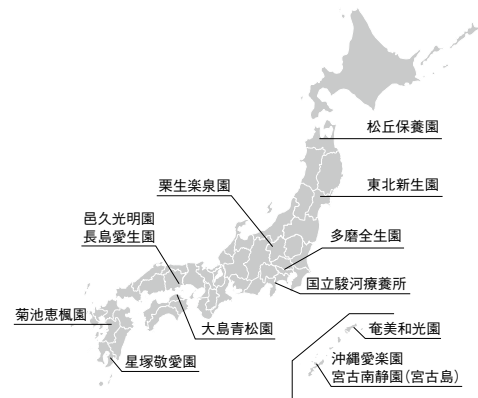 松丘保養園
東北新生園
栗生楽泉園
邑久光明園
長島愛生園
多磨全生園
国立駿河療養所
菊池恵楓園
大島青松園
奄美和光園
星塚敬愛園
沖縄愛楽園
宮古南静園(宮古島)